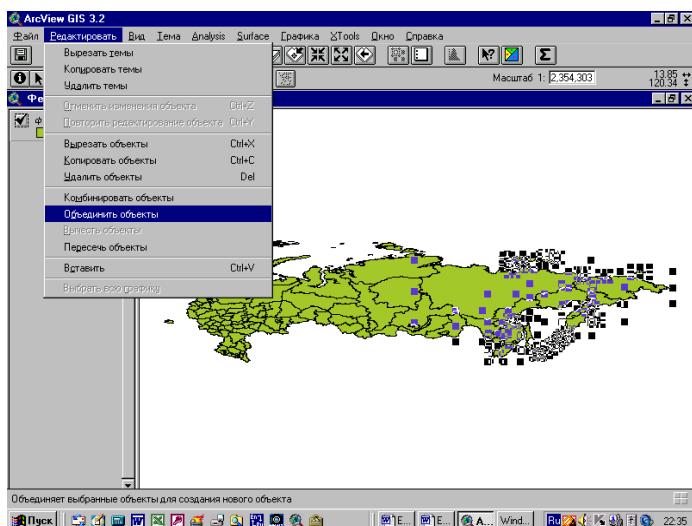 ArcView GIS 3.2
Файл Редактировать Вид Тема Analysis Surface Графика XTools Окно Справка
Вырезать темы
Копировать темы
Удалить темы
Масштаб 1: 2,354,303
13.85
120.34
Отменить изменения объекта Ctrl+Z
Повторить редактирование объекта Ctrl+Y
Вырезать объекты Ctrl+X
Копировать объекты Ctrl+C
Удалить объекты Del
Комбинировать объекты
Объединить объекты
Вычесть объекты
Пересечь объекты
Вставить Ctrl+V
Выбрать всю графику
Объединяет выбранные объекты для создания нового объекта
Пуск
E...
E...
A...
Wind...
Ru
22:35